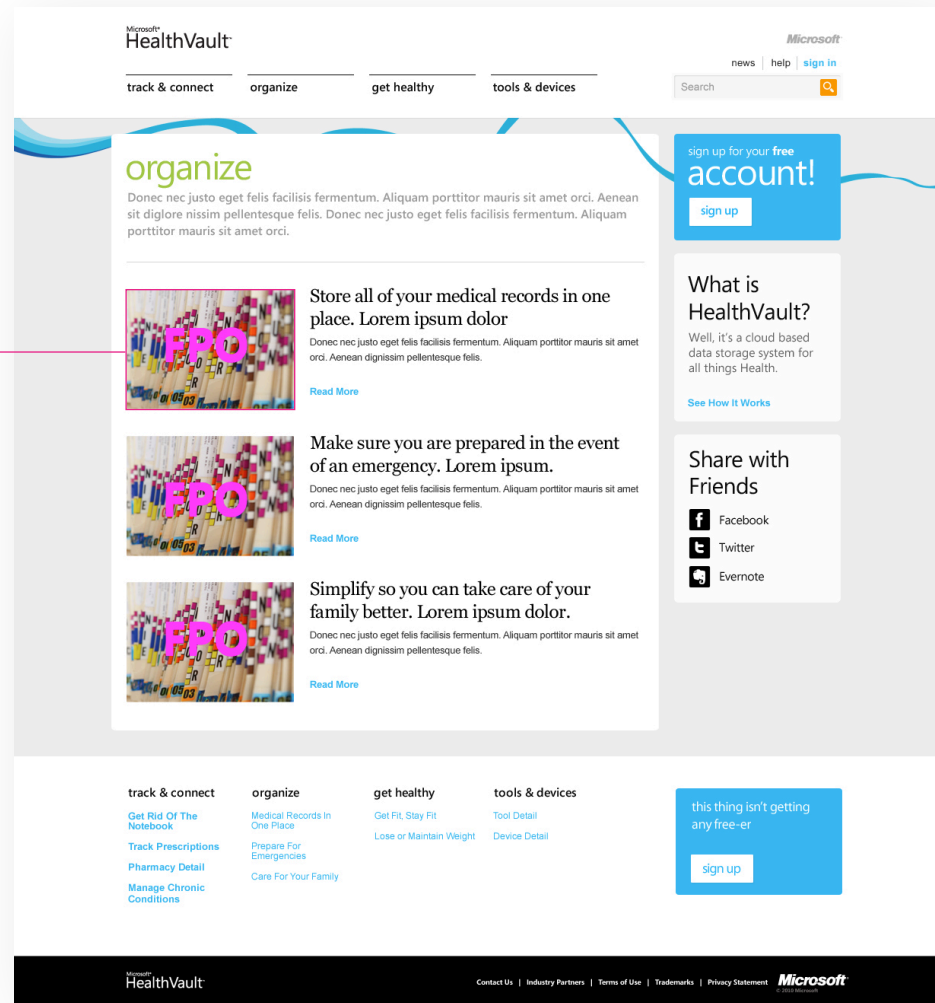 Microsoft®
HealthVault™
Microsoft®
news | help | sign in
track & connect
organize
get healthy
tools & devices
Search
organize
Donec nec justo eget felis facilisis fermentum. Aliquam porttitor mauris sit amet orci. Aenean
sit diglore nissim pellentesque felis. Donec nec justo eget felis facilisis fermentum. Aliquam
porttitor mauris sit amet orci.
FPO
Store all of your medical records in one
place. Lorem ipsum dolor
Donec nec justo eget felis facilisis fermentum. Aliquam porttitor mauris sit amet
orci. Aenean dignissim pellentesque felis.
Read More
FPO
Make sure you are prepared in the event
of an emergency. Lorem ipsum.
Donec nec justo eget felis facilisis fermentum. Aliquam porttitor mauris sit amet
orci. Aenean dignissim pellentesque felis.
Read More
FPO
Simplify so you can take care of your
family better. Lorem ipsum dolor.
Donec nec justo eget felis facilisis fermentum. Aliquam porttitor mauris sit amet
orci. Aenean dignissim pellentesque felis.
Read More
sign up for your free
account!
sign up
What is
HealthVault?
Well, it's a cloud based
data storage system for
all things Health.
See How It Works
Share with
Friends
Facebook
Twitter
Evernote
track & connect
Get Rid Of The
Notebook
Track Prescriptions
Pharmacy Detail
Manage Chronic
Conditions
organize
Medical Records In
One Place
Prepare For
Emergencies
Care For Your Family
get healthy
Get Fit, Stay Fit
Lose or Maintain Weight
tools & devices
Tool Detail
Device Detail
this thing isn't getting
any free-er
sign up
Microsoft®
HealthVault™
Contact Us | Industry Partners | Terms of Use | Trademarks | Privacy Statement
Microsoft®
© 2010 Microsoft